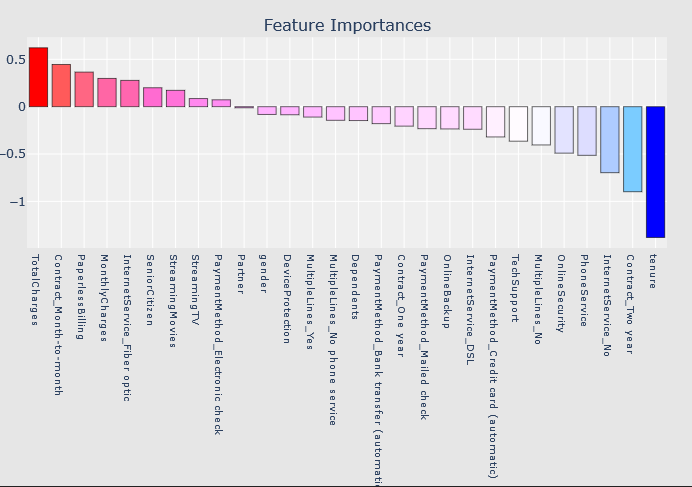 Feature Importances
0.5
0
−0.5
−1
TotalCharges
Contract_Month-to-month
PaperlessBilling
MonthlyCharges
InternetService_Fiber optic
SeniorCitizen
StreamingMovies
StreamingTV
PaymentMethod_Electronic check
Partner
gender
DeviceProtection
MultipleLines_Yes
MultipleLines_No phone service
Dependents
PaymentMethod_Bank transfer (automatic
Contract_One year
PaymentMethod_Mailed check
OnlineBackup
InternetService_DSL
PaymentMethod_Credit card (automatic)
TechSupport
MultipleLines_No
OnlineSecurity
PhoneService
InternetService_No
Contract_Two year
tenure